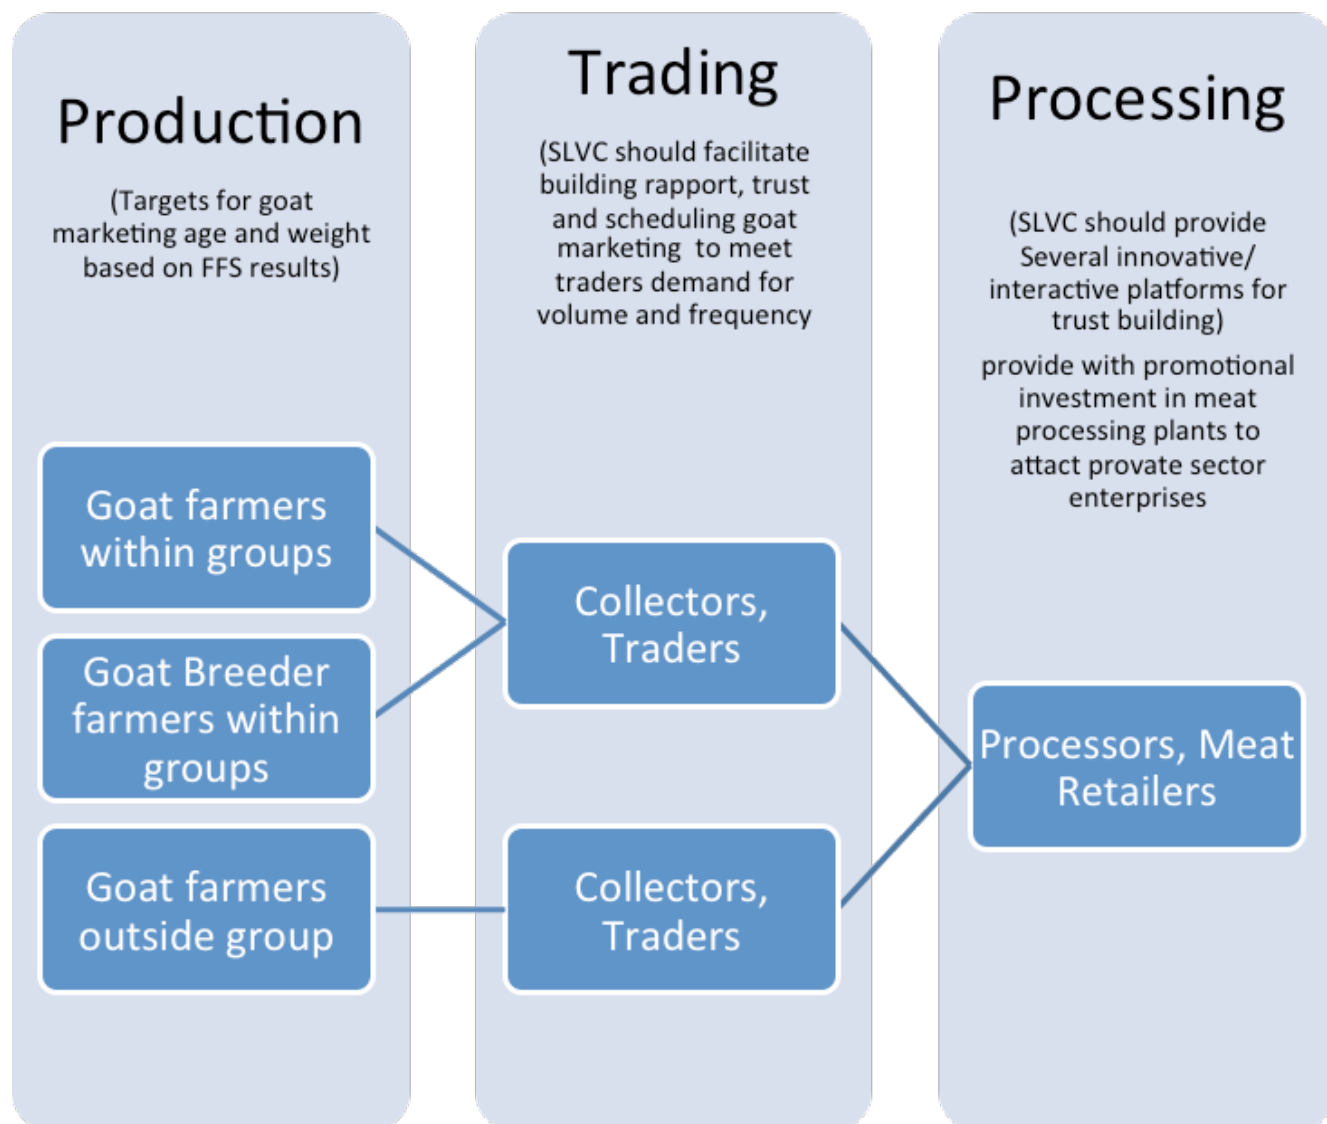 Production
(Targets for goat
marketing age and weight
based on FFS results)
Goat farmers
within groups
Goat Breeder
farmers within
groups
Goat farmers
outside group
Trading
(SLVC should facilitate
building rapport, trust
and scheduling goat
marketing  to meet
traders demand for
volume and frequency
Collectors,
Traders
Collectors,
Traders
Processing
(SLVC should provide
Several innovative/
interactive platforms for
trust building)
provide with promotional
investment in meat
processing plants to
attact provate sector
enterprises
Processors, Meat
Retailers